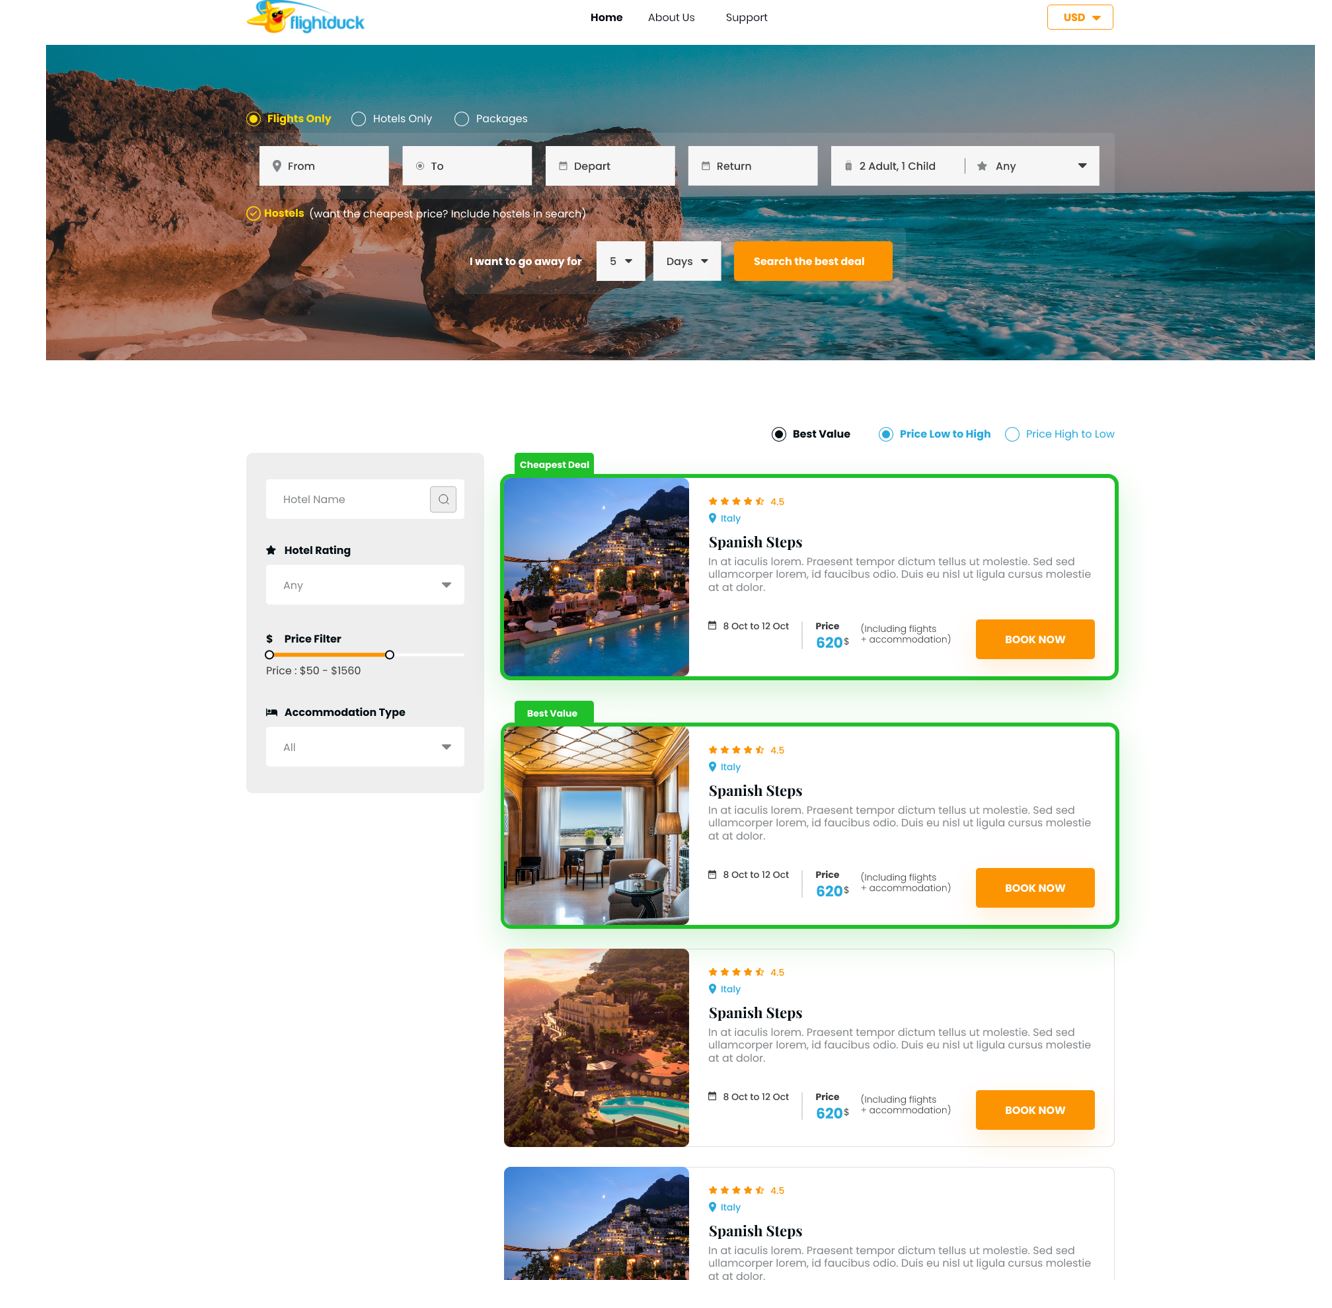 flightduck
Home About Us Support
USD
Flights Only Hotels Only Packages
From To Depart Return 2 Adult, 1 Child Any
Hostels (want the cheapest price? Include hostels in search)
I want to go away for 5 Days Search the best deal
Best Value Price Low to High Price High to Low
Hotel Name
Hotel Rating
Any
$ Price Filter
Price : $50 - $1560
Accommodation Type
All
Cheapest Deal
4.5
Italy
Spanish Steps
In at iaculis lorem. Praesent tempor dictum tellus ut molestie. Sed sed
ullamcorper lorem, id faucibus odio. Duis eu nisl ut ligula cursus molestie
at at dolor.
8 Oct to 12 Oct
Price
620$
(Including flights
+ accommodation)
BOOK NOW
Best Value
4.5
Italy
Spanish Steps
In at iaculis lorem. Praesent tempor dictum tellus ut molestie. Sed sed
ullamcorper lorem, id faucibus odio. Duis eu nisl ut ligula cursus molestie
at at dolor.
8 Oct to 12 Oct
Price
620$
(Including flights
+ accommodation)
BOOK NOW
4.5
Italy
Spanish Steps
In at iaculis lorem. Praesent tempor dictum tellus ut molestie. Sed sed
ullamcorper lorem, id faucibus odio. Duis eu nisl ut ligula cursus molestie
at at dolor.
8 Oct to 12 Oct
Price
620$
(Including flights
+ accommodation)
BOOK NOW
4.5
Italy
Spanish Steps
In at iaculis lorem. Praesent tempor dictum tellus ut molestie. Sed sed
ullamcorper lorem, id faucibus odio. Duis eu nisl ut ligula cursus molestie
at at dolor.